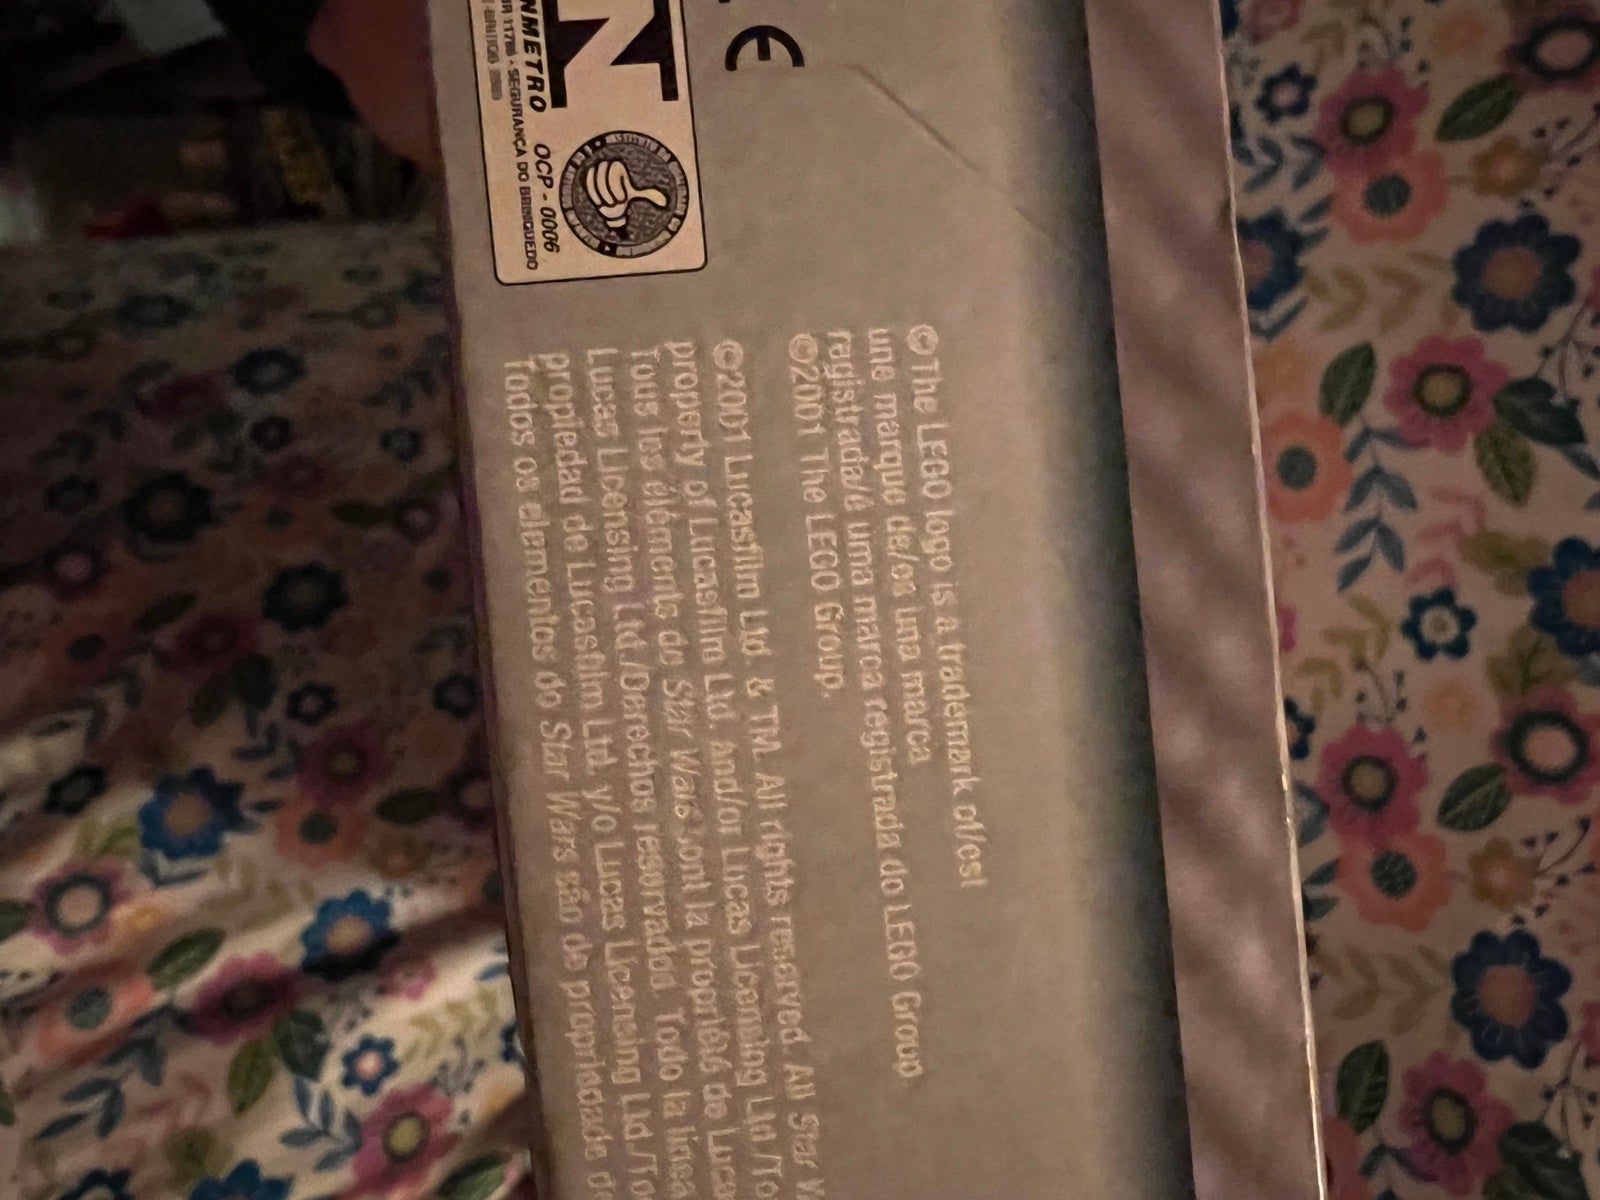 CE
N
INMETRO OCP - 0006
SEGURANÇA DO BRINQUEDO
©The LEGO logo is a trademark of/est
une marque de/es una marca
registrada/é uma marca registrada do LEGO Group.
©2001 The LEGO Group.
©2001 Lucasfilm Ltd. & TM. All rights reserved. All Star
property of Lucasfilm Ltd. and/or Lucas Licensing Ltd./To
Tous les éléments de Star Wars sont la propriété de Luca
Lucas Licensing Ltd./Derechos reservados. Todo la línea
propiedad de Lucasfilm Ltd. y/o Lucas Licensing Ltd./To
Todos os elementos do Star Wars são de propriedade d